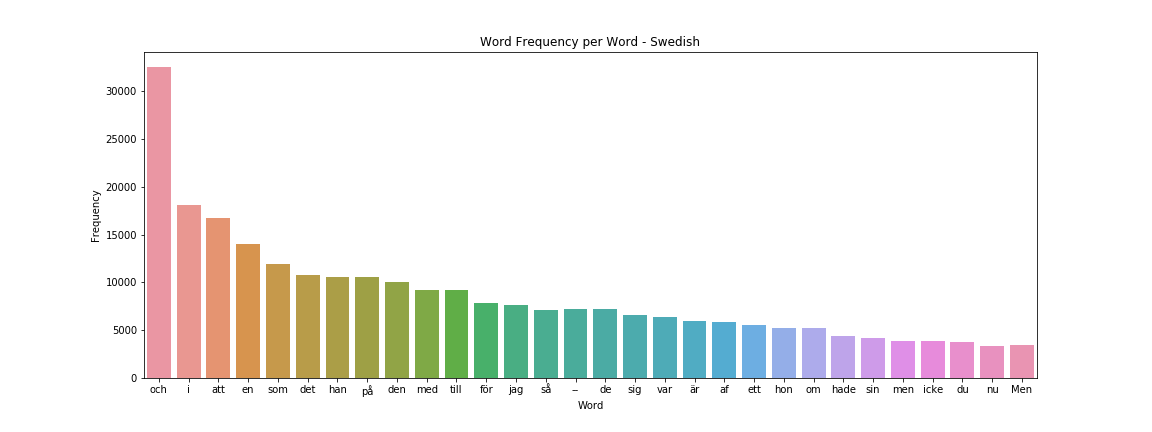 Word Frequency per Word - Swedish
Frequency
30000
25000
20000
15000
10000
5000
0
och i att en som det han på den med till för jag så – de sig var är af ett hon om hade sin men icke du nu Men
Word